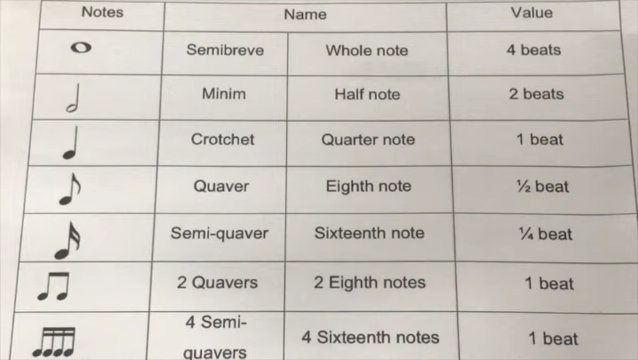 Notes Name Value
Semibreve Whole note 4 beats
Minim Half note 2 beats
Crotchet Quarter note 1 beat
Quaver Eighth note ½ beat
Semi-quaver Sixteenth note ¼ beat
2 Quavers 2 Eighth notes 1 beat
4 Semi-
quavers 4 Sixteenth notes 1 beat